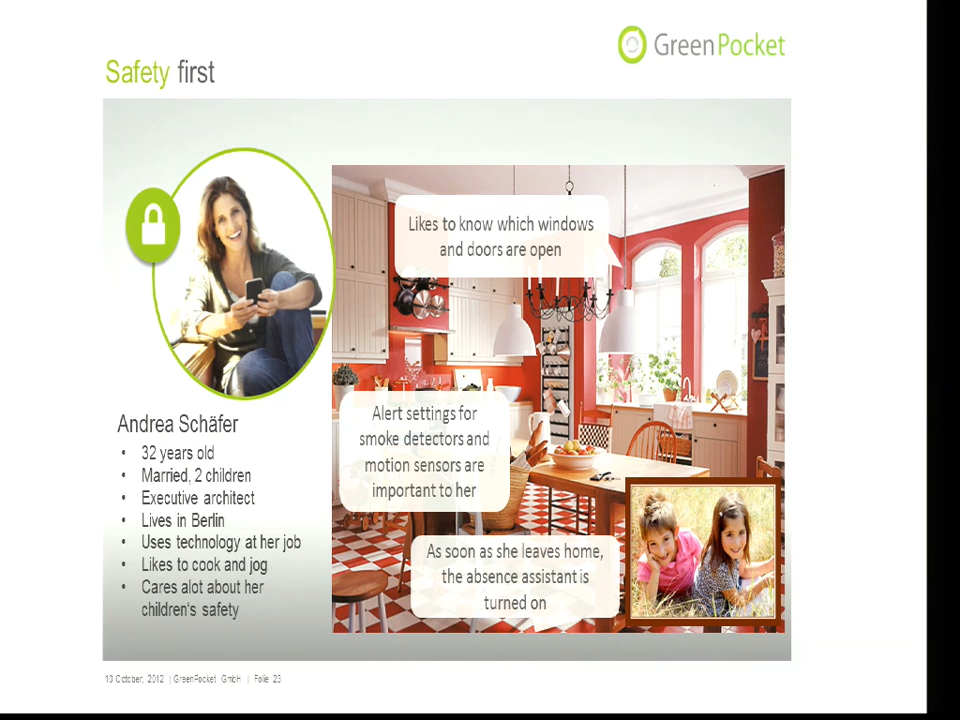 GreenPocket
Safety first
Likes to know which windows
and doors are open
Alert settings for
smoke detectors and
motion sensors are
important to her
As soon as she leaves home,
the absence assistant is
turned on
Andrea Schäfer
• 32 years old
• Married, 2 children
• Executive architect
• Lives in Berlin
• Uses technology at her job
• Likes to cook and jog
• Cares alot about her
children's safety
10 October, 2012 | GreenPocket GmbH | Folie 23